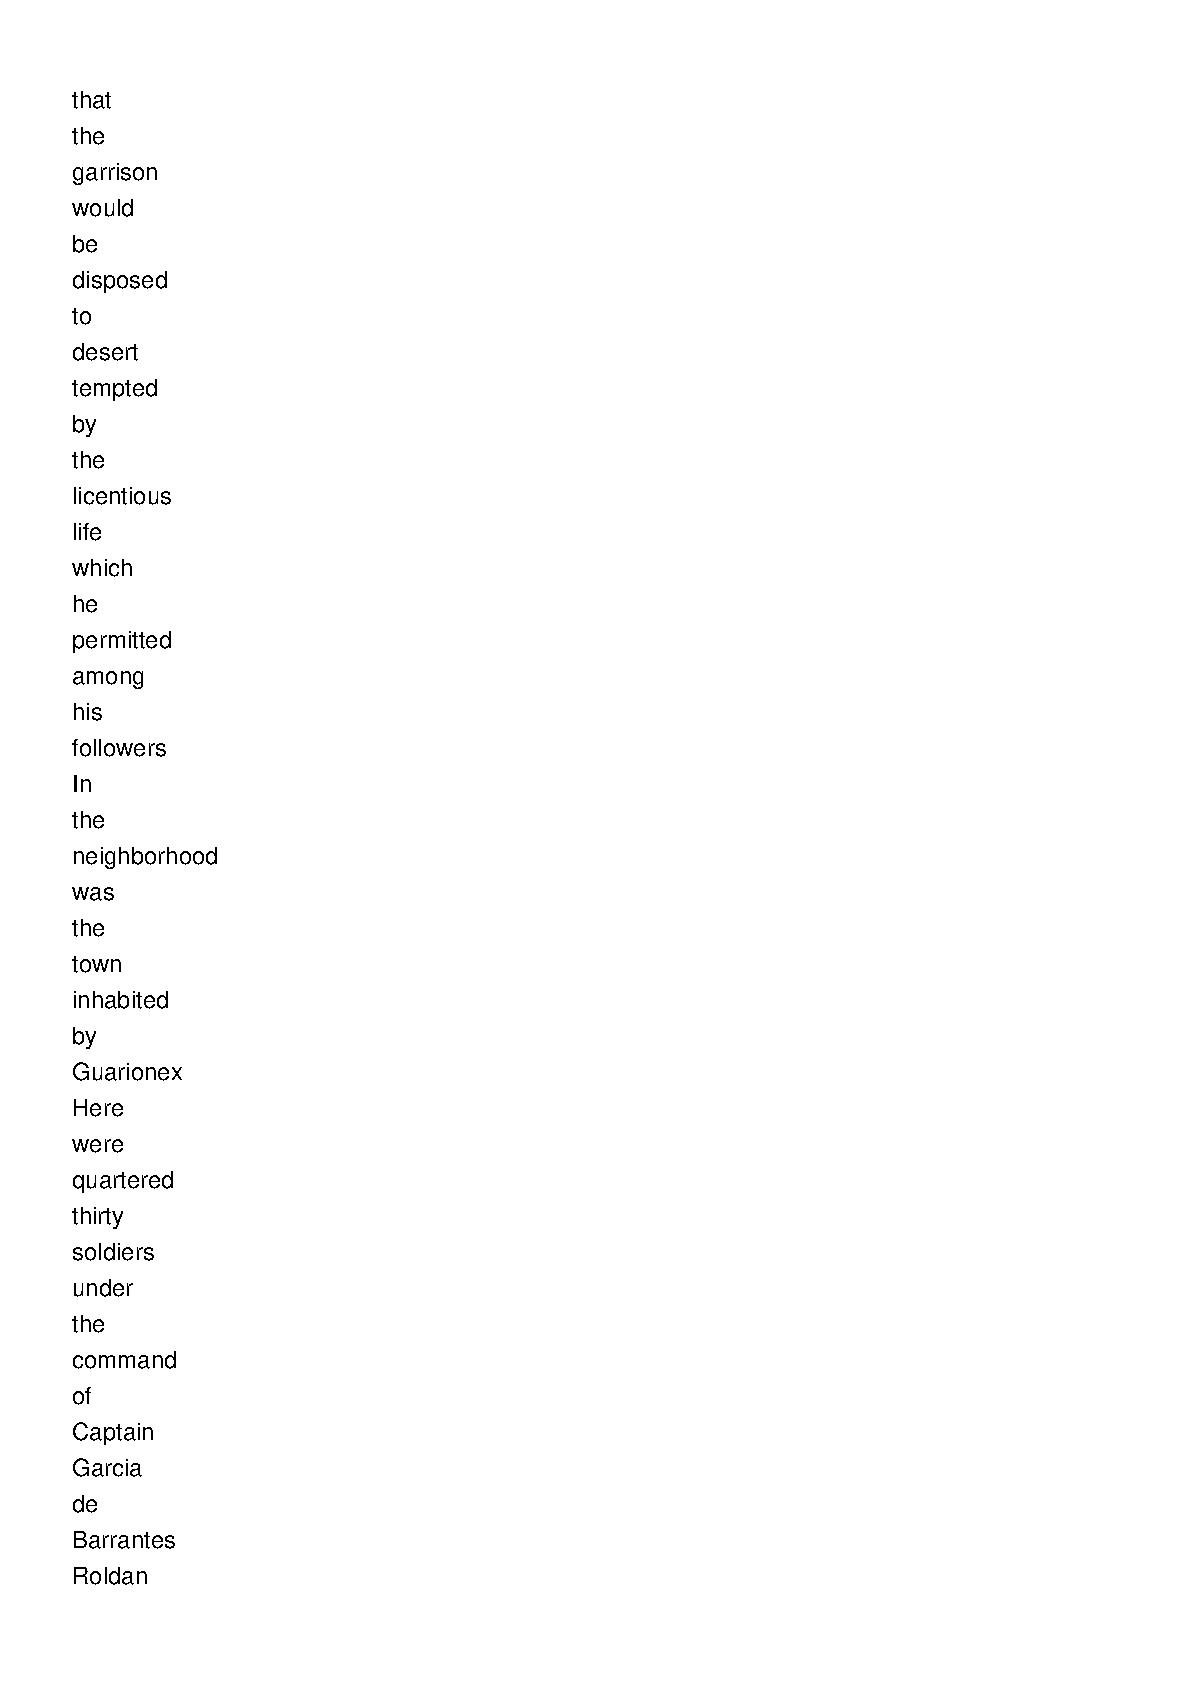 that
the
garrison
would
be
disposed
to
desert
tempted
by
the
licentious
life
which
he
permitted
among
his
followers
In
the
neighborhood
was
the
town
inhabited
by
Guarionex
Here
were
quartered
thirty
soldiers
under
the
command
of
Captain
Garcia
de
Barrantes
Roldan